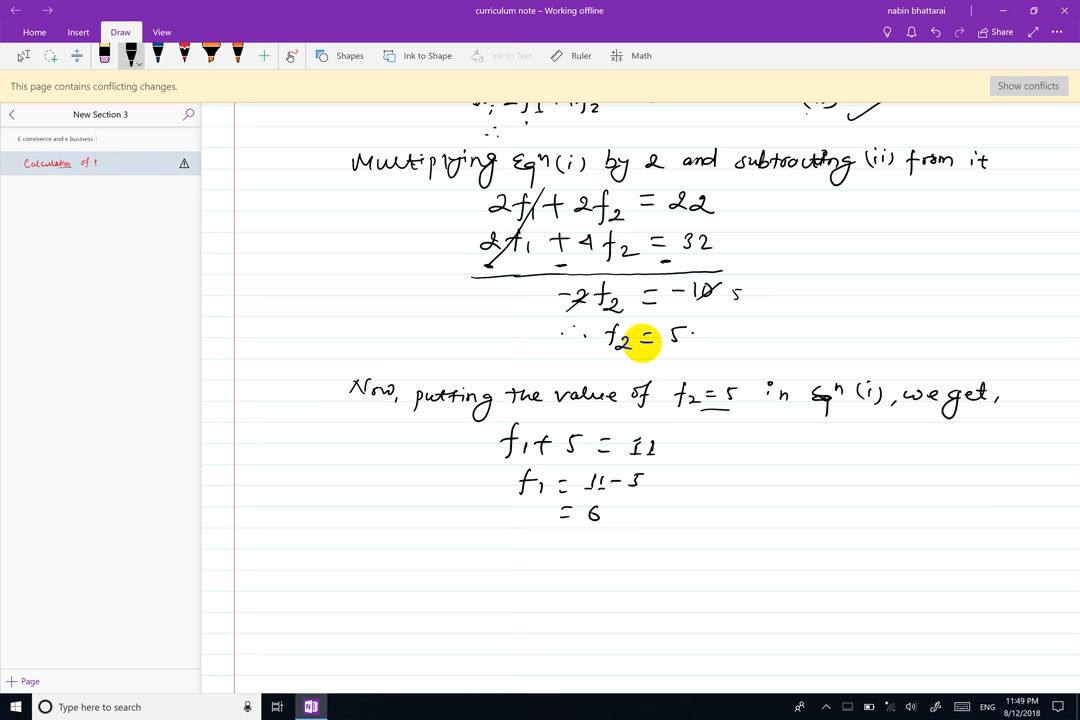 curriculum note – Working offline
nabin bhattarai
Home Insert Draw View
Share
Shapes Ink to Shape Ink to Text Ruler Math
This page contains conflicting changes.
Show conflicts
New Section 3
E commerce and e business
Calculation of
(ii)
∴
Multiplying Eqⁿ(i) by 2 and subtracting (ii) from it
2f₁ + 2f₂ = 22
2f₁ + 4f₂ = 32
- - -
-2f₂ = -10 5
∴ f₂ = 5.
Now, putting the value of f₂ = 5 in Eqⁿ (i), we get,
f₁ + 5 = 11
f₁ = 11 - 5
= 6
+ Page
Type here to search
ENG
11:49 PM
8/12/2018